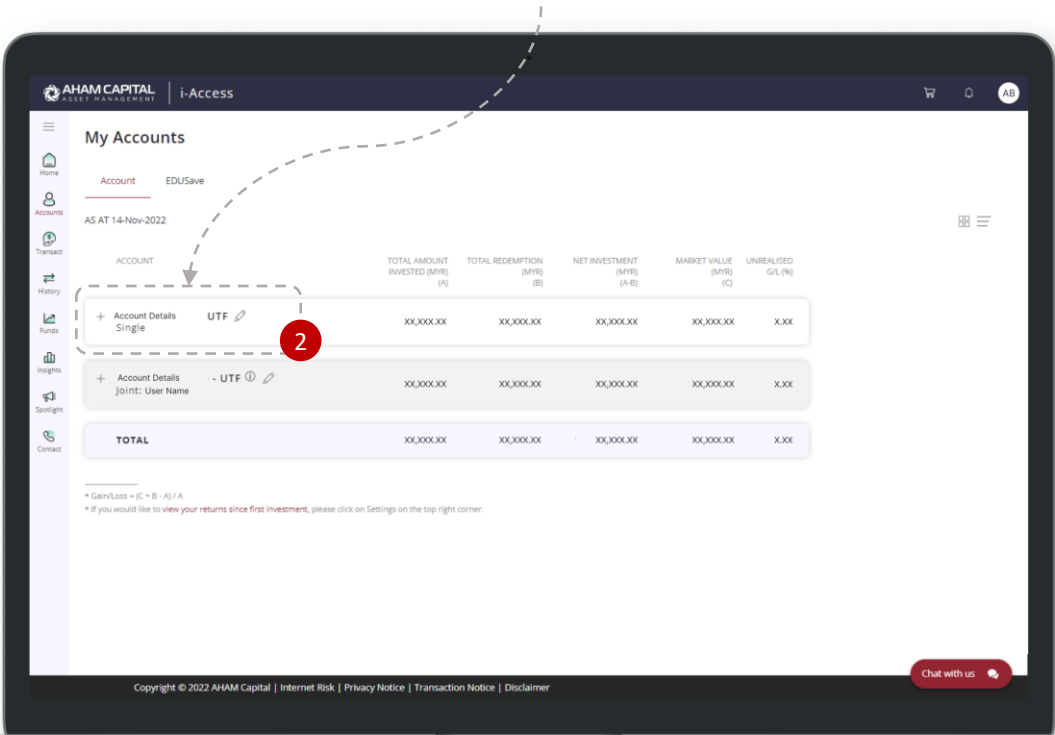 AHAM CAPITAL
ASSET MANAGEMENT
i-Access
AB
Home
Accounts
Transact
History
Funds
Insights
Spotlight
Contact
My Accounts
Account EDUSave
AS AT 14-Nov-2022
ACCOUNT
TOTAL AMOUNT INVESTED (MYR) (A)
TOTAL REDEMPTION (MYR) (B)
NET INVESTMENT (MYR) (A-B)
MARKET VALUE (MYR) (C)
UNREALISED G/L (%)
+ Account Details UTF
Single
XX,XXX.XX XX,XXX.XX XX,XXX.XX XX,XXX.XX X.XX
2
+ Account Details - UTF
Joint: User Name
XX,XXX.XX XX,XXX.XX XX,XXX.XX XX,XXX.XX X.XX
TOTAL XX,XXX.XX XX,XXX.XX XX,XXX.XX XX,XXX.XX X.XX
* Gain/Loss = (C + B - A) / A
* If you would like to view your returns since first investment, please click on Settings on the top right corner.
Chat with us
Copyright © 2022 AHAM Capital | Internet Risk | Privacy Notice | Transaction Notice | Disclaimer